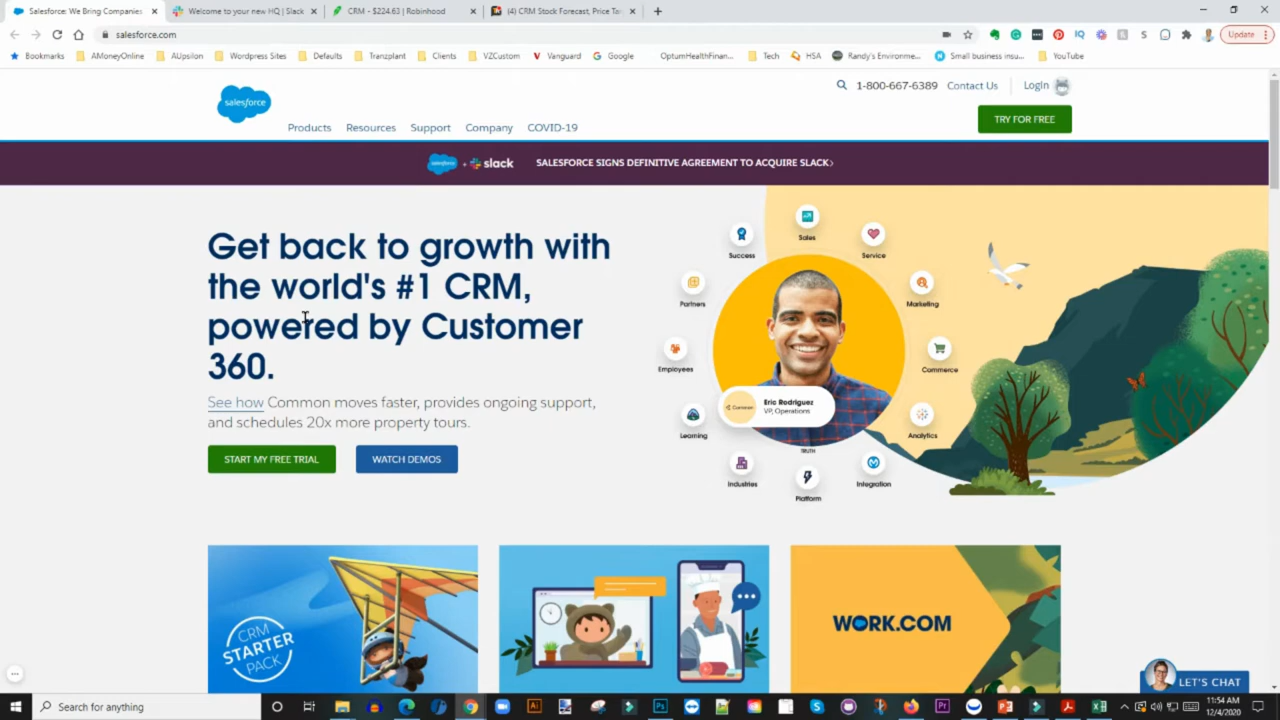 Salesforce: We Bring Companies
Welcome to your new HQ | Slack
CRM - $224.63 | Robinhood
(4) CRM Stock Forecast, Price Ta
salesforce.com
Update
Bookmarks
AMoneyOnline
AUpsilon
Wordpress Sites
Defaults
Tranzplant
Clients
VZCustom
Vanguard
Google
OptumHealthFinan...
Tech
HSA
Randy's Environme...
Small business insu...
YouTube
salesforce
1-800-667-6389
Contact Us
Login
Products
Resources
Support
Company
COVID-19
TRY FOR FREE
salesforce + slack
SALESFORCE SIGNS DEFINITIVE AGREEMENT TO ACQUIRE SLACK>
Get back to growth with
the world's #1 CRM,
powered by Customer
360.
See how Common moves faster, provides ongoing support,
and schedules 20x more property tours.
START MY FREE TRIAL
WATCH DEMOS
Sales
Success
Service
Partners
Marketing
Employees
Commerce
Common
Eric Rodriguez
VP, Operations
Learning
Analytics
TRUTH
Industries
Integration
Platform
CRM
STARTER
PACK
WORK.COM
LET'S CHAT
Search for anything
11:54 AM
12/4/2020